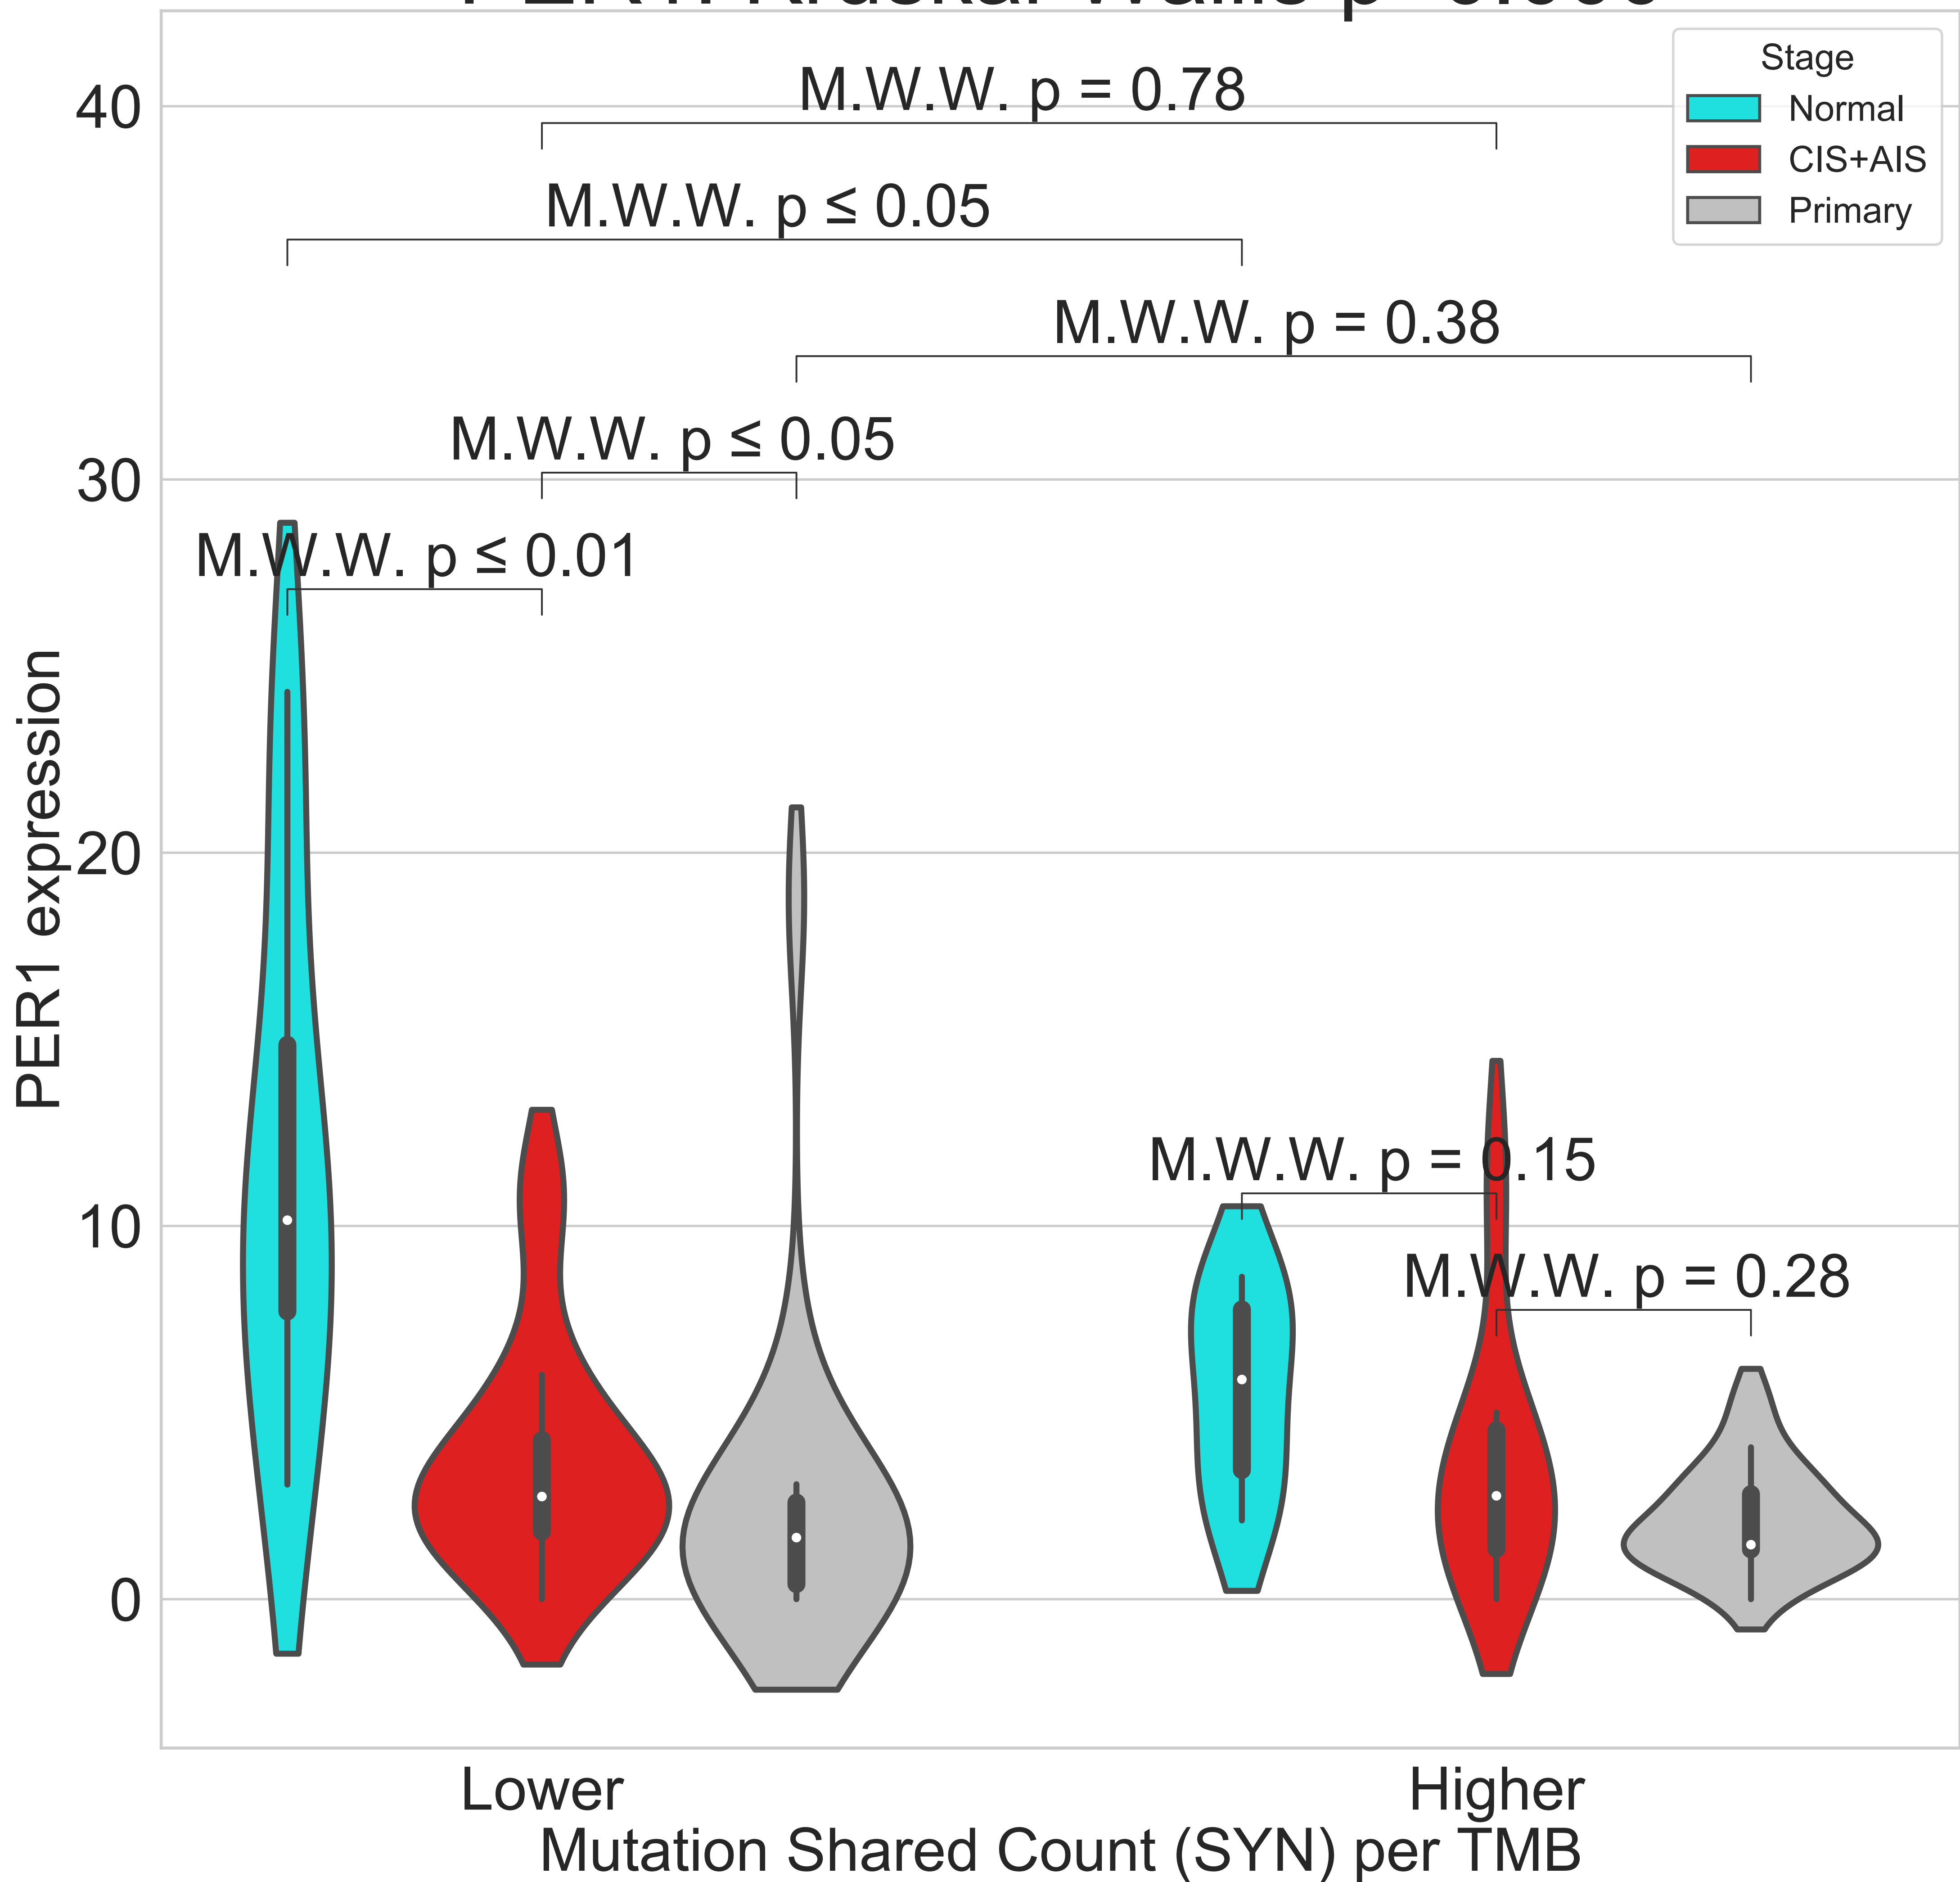 Stage
Normal
CIS+AIS
Primary
M.W.W. p = 0.78
M.W.W. p ≤ 0.05
M.W.W. p = 0.38
M.W.W. p ≤ 0.05
M.W.W. p ≤ 0.01
M.W.W. p = 0.15
M.W.W. p = 0.28
40
30
20
10
0
PER1 expression
Lower
Higher
Mutation Shared Count (SYN) per TMB